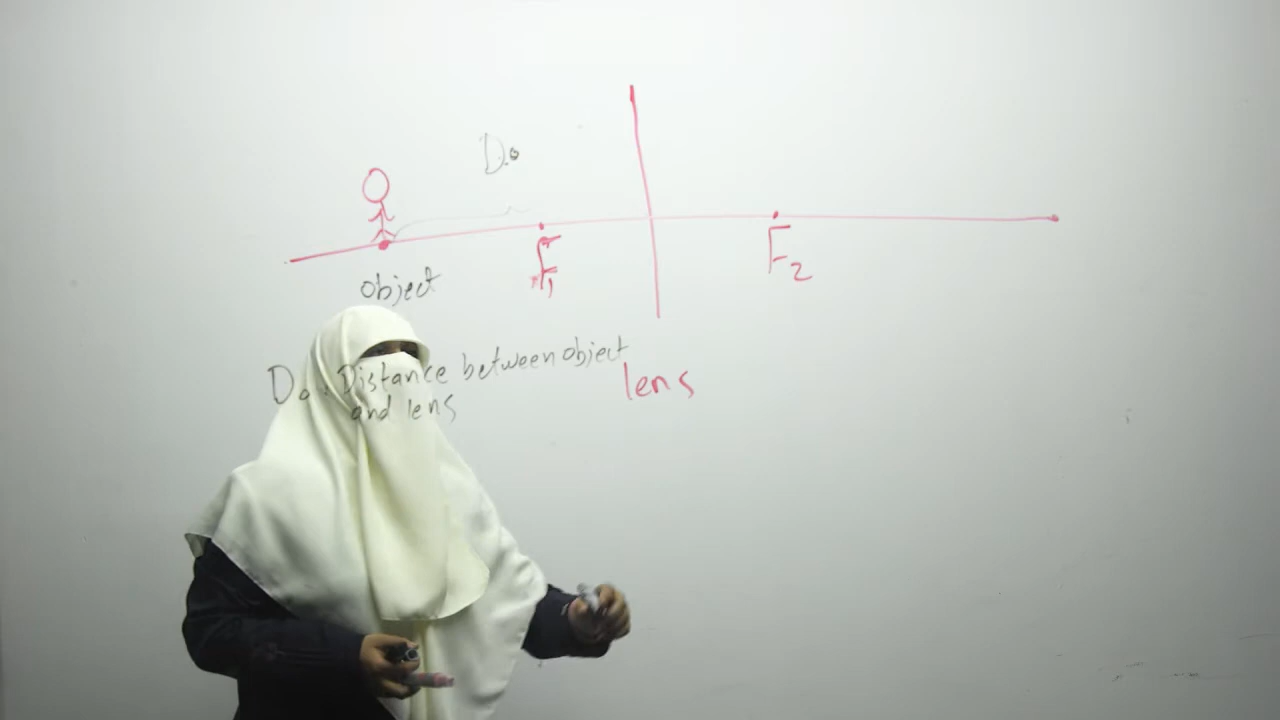 Do
F1
F2
object
Do: Distance between object
and lens
lens